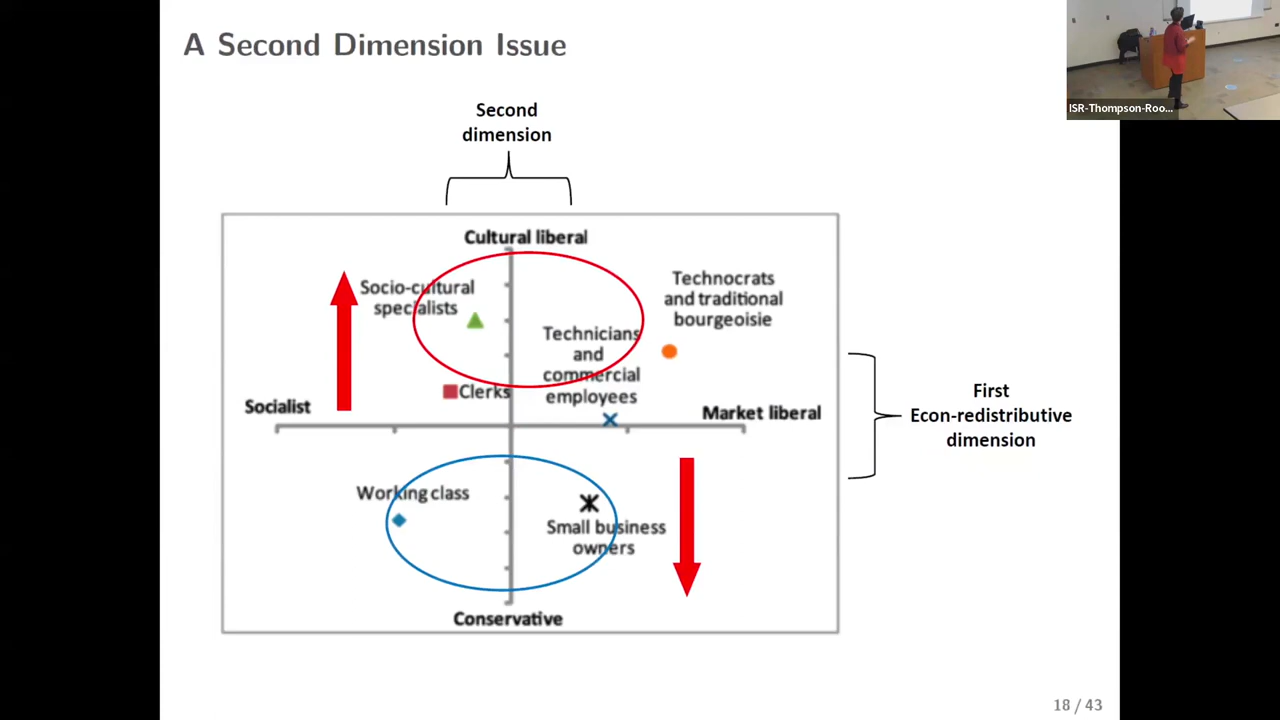 A Second Dimension Issue
ISR-Thompson-Roo...
Second
dimension
Cultural liberal
Socio-cultural
specialists
Technocrats
and traditional
bourgeoisie
Technicians
and
commercial
employees
Clerks
Socialist
Market liberal
First
Econ-redistributive
dimension
Working class
Small business
owners
Conservative
18 / 43